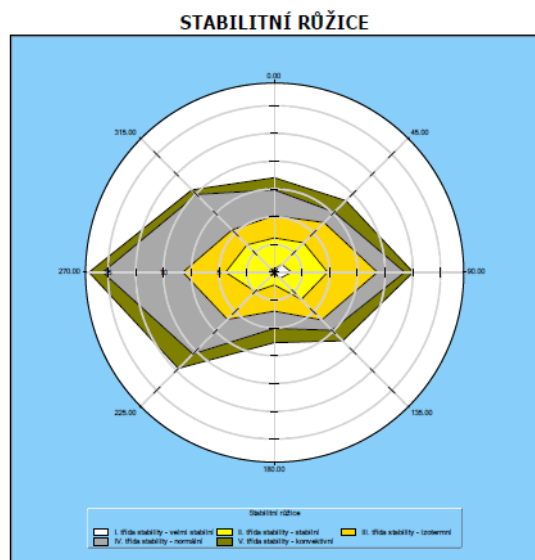 STABILITNÍ RŮŽICE
0.00
315.00
45.00
270.00
90.00
225.00
135.00
180.00
Stabilitní růžice
I. třída stability - velmi stabilní II. třída stability - stabilní III. třída stability - izotermní
IV. třída stability - normální V. třída stability - konvektivní